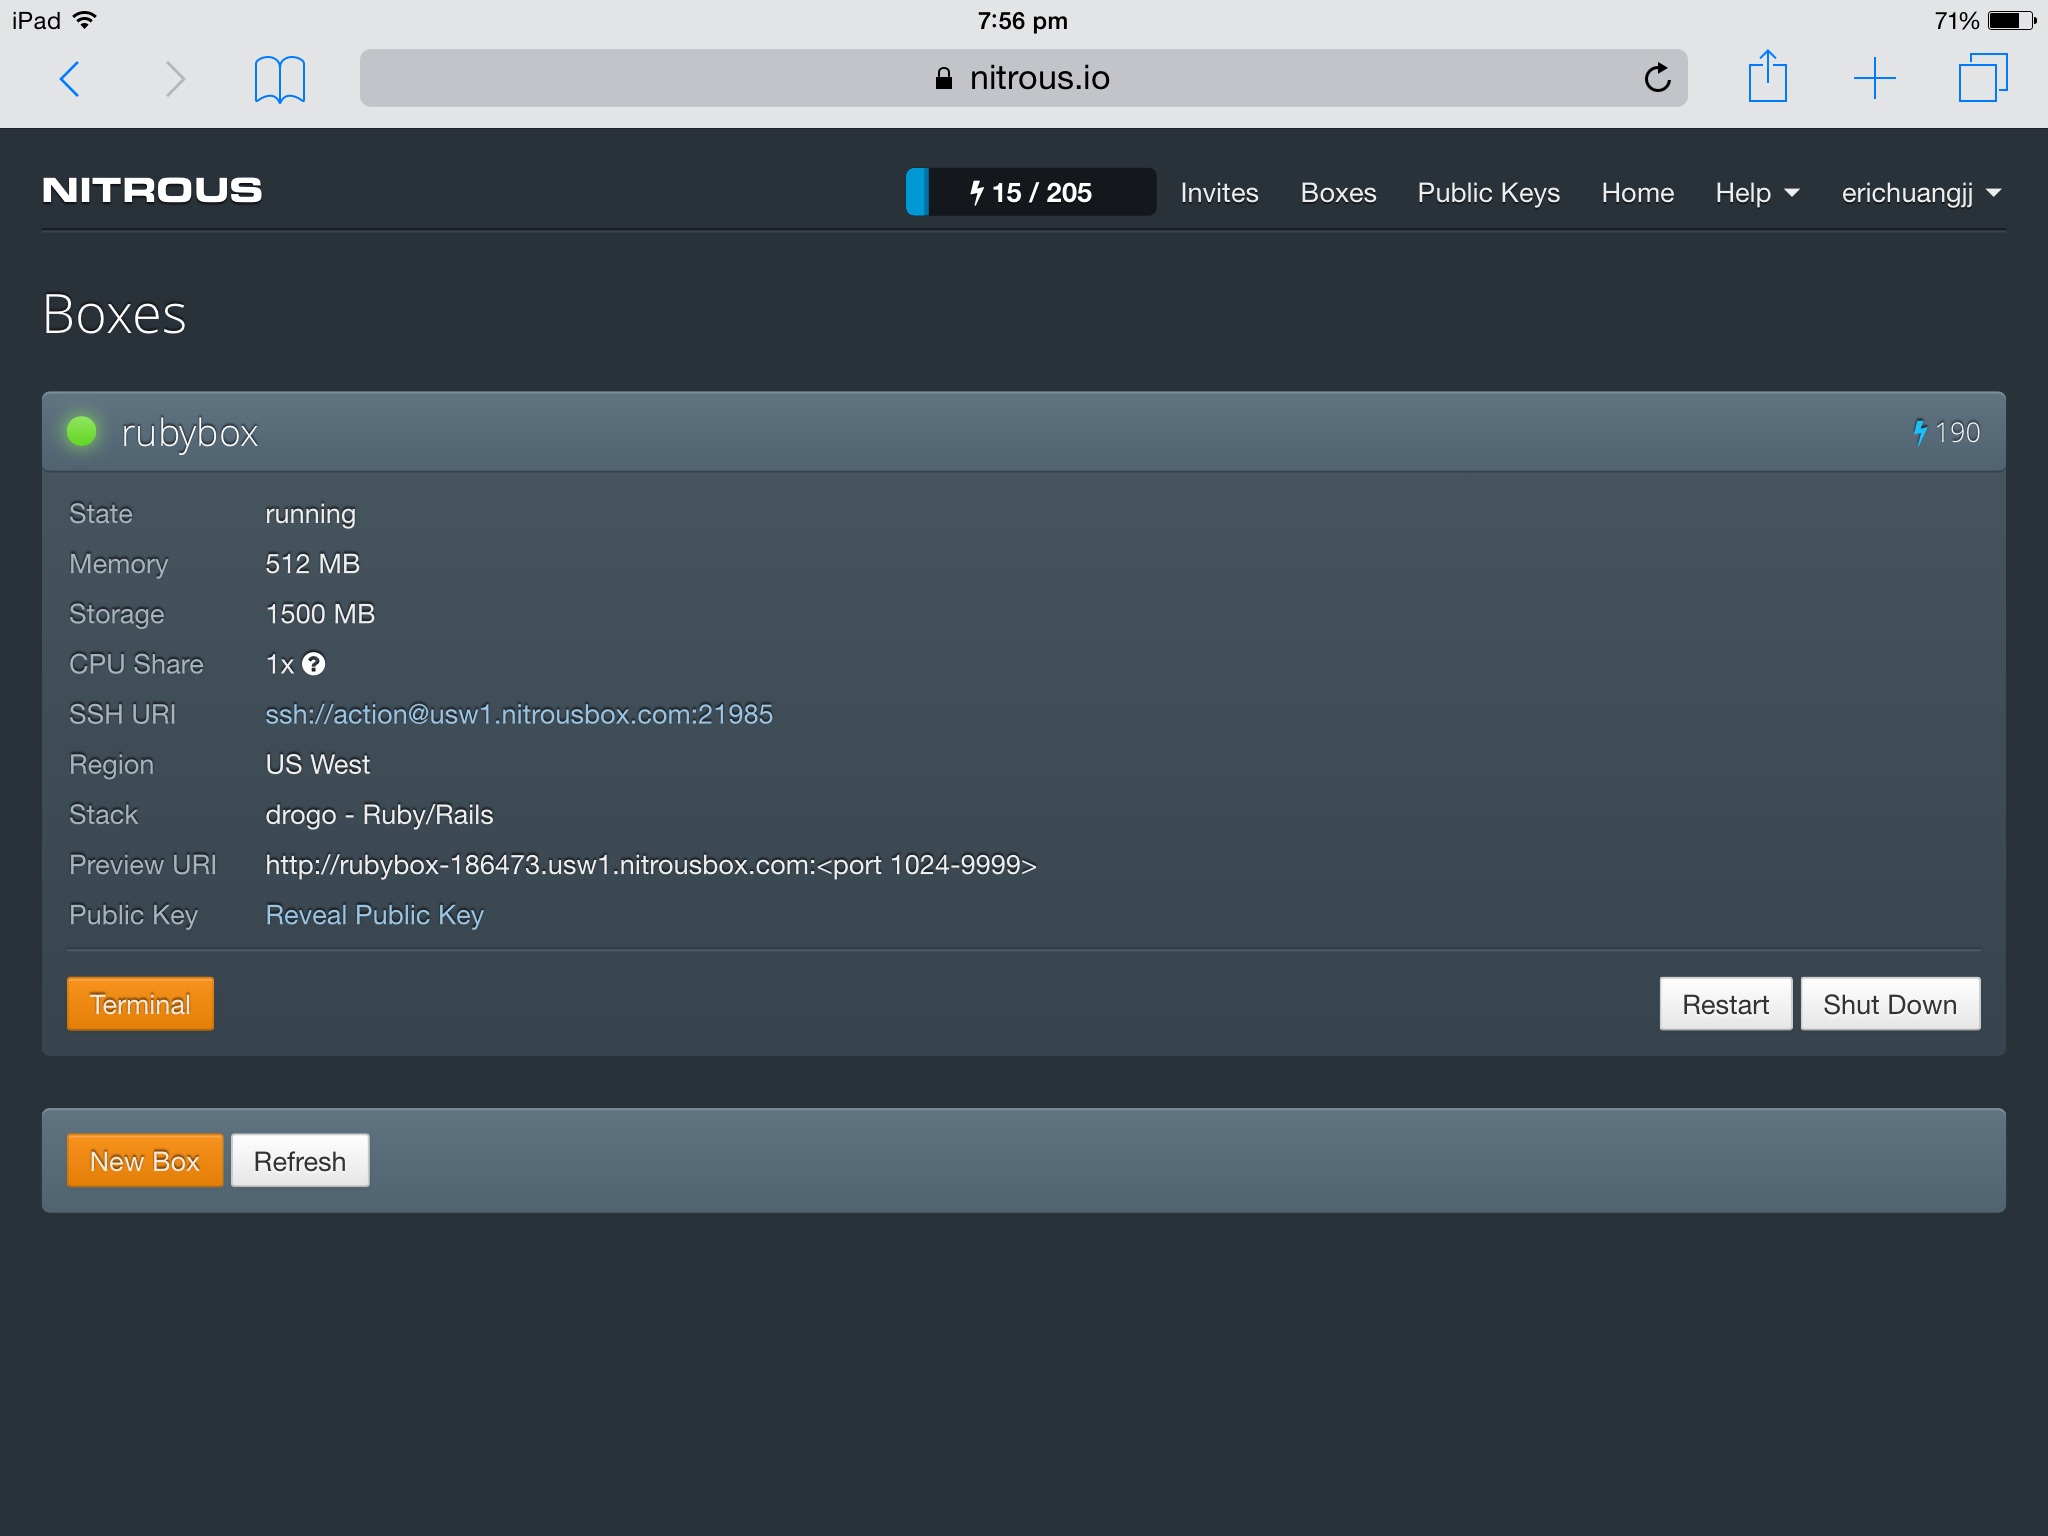 iPad 7:56 pm 71%
nitrous.io
NITROUS 15 / 205 Invites Boxes Public Keys Home Help erichuangjj
Boxes
rubybox 190
State running
Memory 512 MB
Storage 1500 MB
CPU Share 1x ?
SSH URI ssh://action@usw1.nitrousbox.com:21985
Region US West
Stack drogo - Ruby/Rails
Preview URI http://rubybox-186473.usw1.nitrousbox.com:<port 1024-9999>
Public Key Reveal Public Key
Terminal Restart Shut Down
New Box Refresh